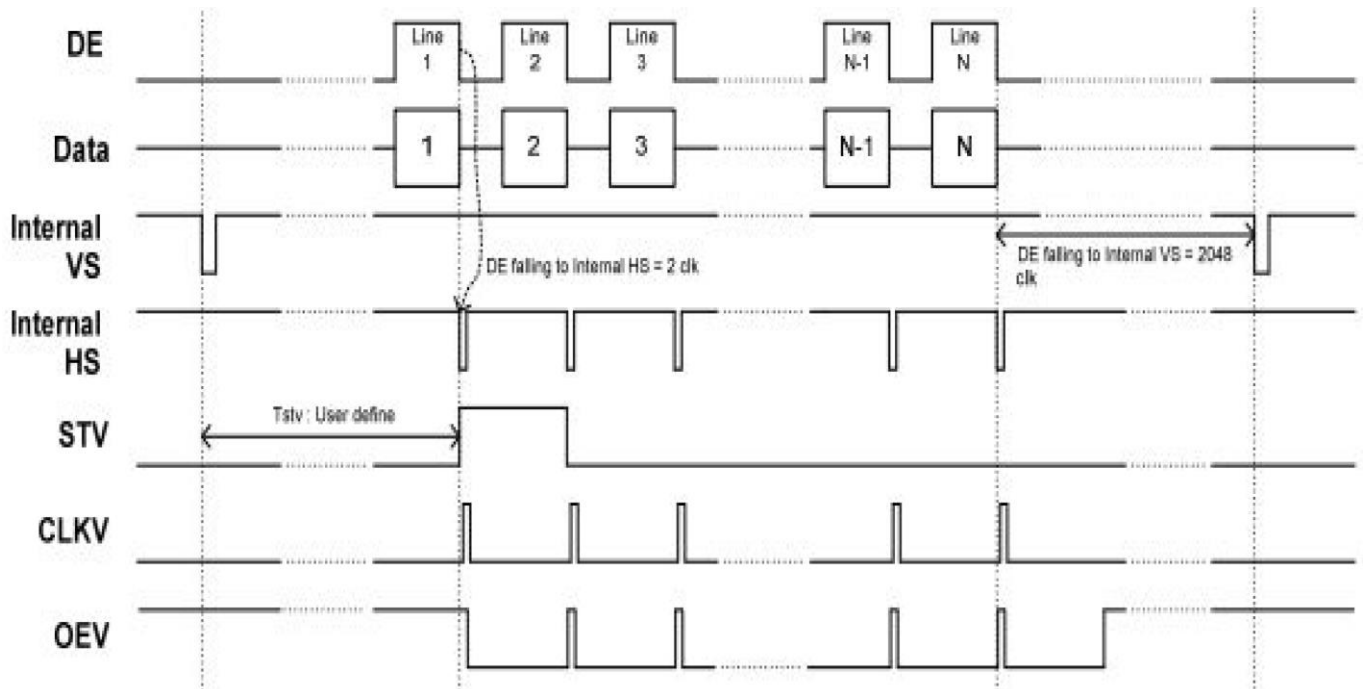 DE
Line
1
Line
2
Line
3
Line
N-1
Line
N
Data
1
2
3
N-1
N
Internal
VS
DE falling to Internal HS = 2 clk
DE falling to Internal VS = 2048
clk
Internal
HS
Tstv : User define
STV
CLKV
OEV